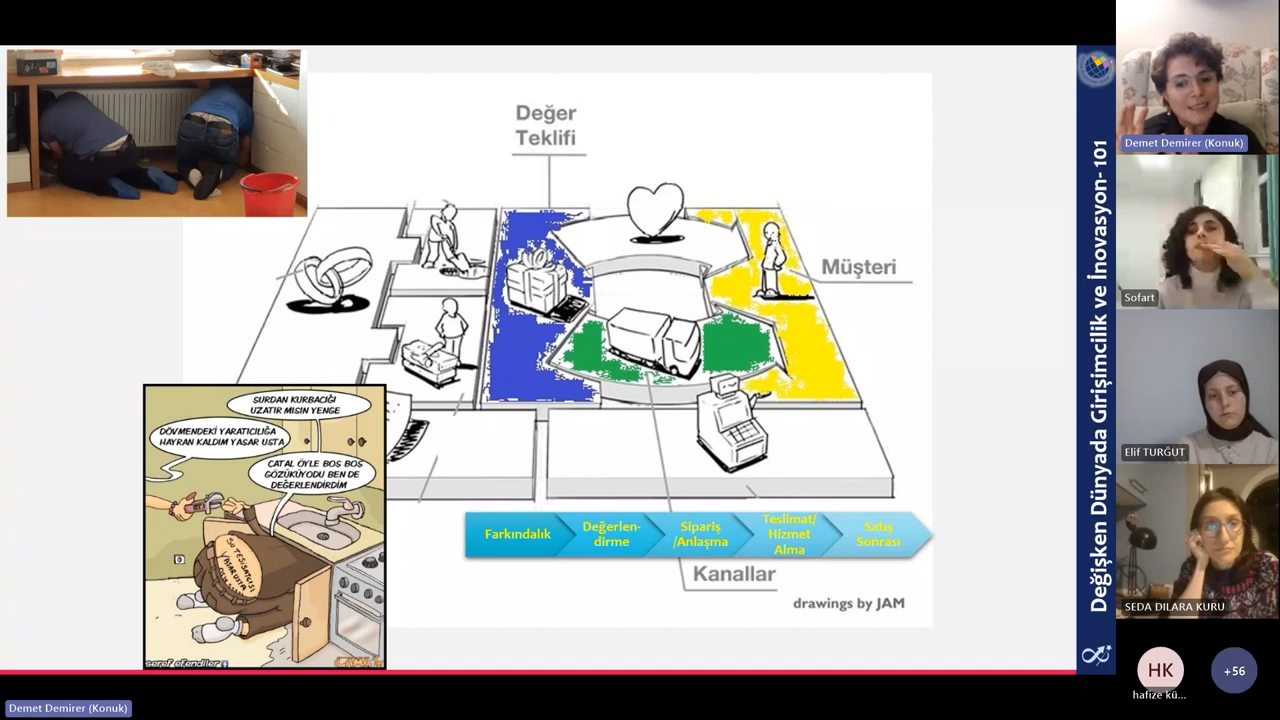 Değer
Teklifi
Müşteri
SURDAN KURBACIĞI
UZATIR MISIN YENGE
DÖVMENDEKİ YARATICILIĞA
HAYRAN KALDIM YAŞAR USTA
ÇATAL ÖYLE BOŞ BOŞ
GÖZÜKÜYODU BEN DE
DEĞERLENDİRDİM
şeref efendiler
Farkındalık
Değerlen-
dirme
Sipariş
/Anlaşma
Teslimat/
Hizmet
Alma
Satış
Sonrası
Kanallar
drawings by JAM
Değişken Dünyada Girişimcilik ve İnovasyon- 101
Demet Demirer (Konuk)
Sofart
Elif TURĞUT
SEDA DILARA KURU
HK
hafize kü...
+56
Demet Demirer (Konuk)